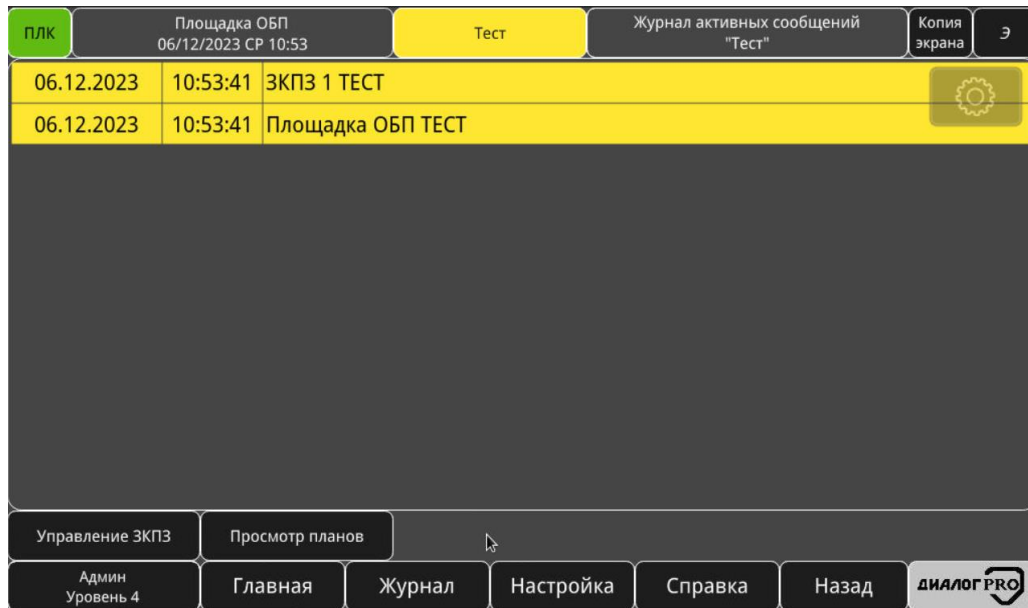 ПЛК
Площадка ОБП
06/12/2023 СР 10:53
Тест
Журнал активных сообщений
"Тест"
Копия
экрана
Э
06.12.2023 10:53:41 ЗКПЗ 1 ТЕСТ
06.12.2023 10:53:41 Площадка ОБП ТЕСТ
Управление ЗКПЗ
Просмотр планов
Админ
Уровень 4
Главная
Журнал
Настройка
Справка
Назад
ДИАЛОГ PRO